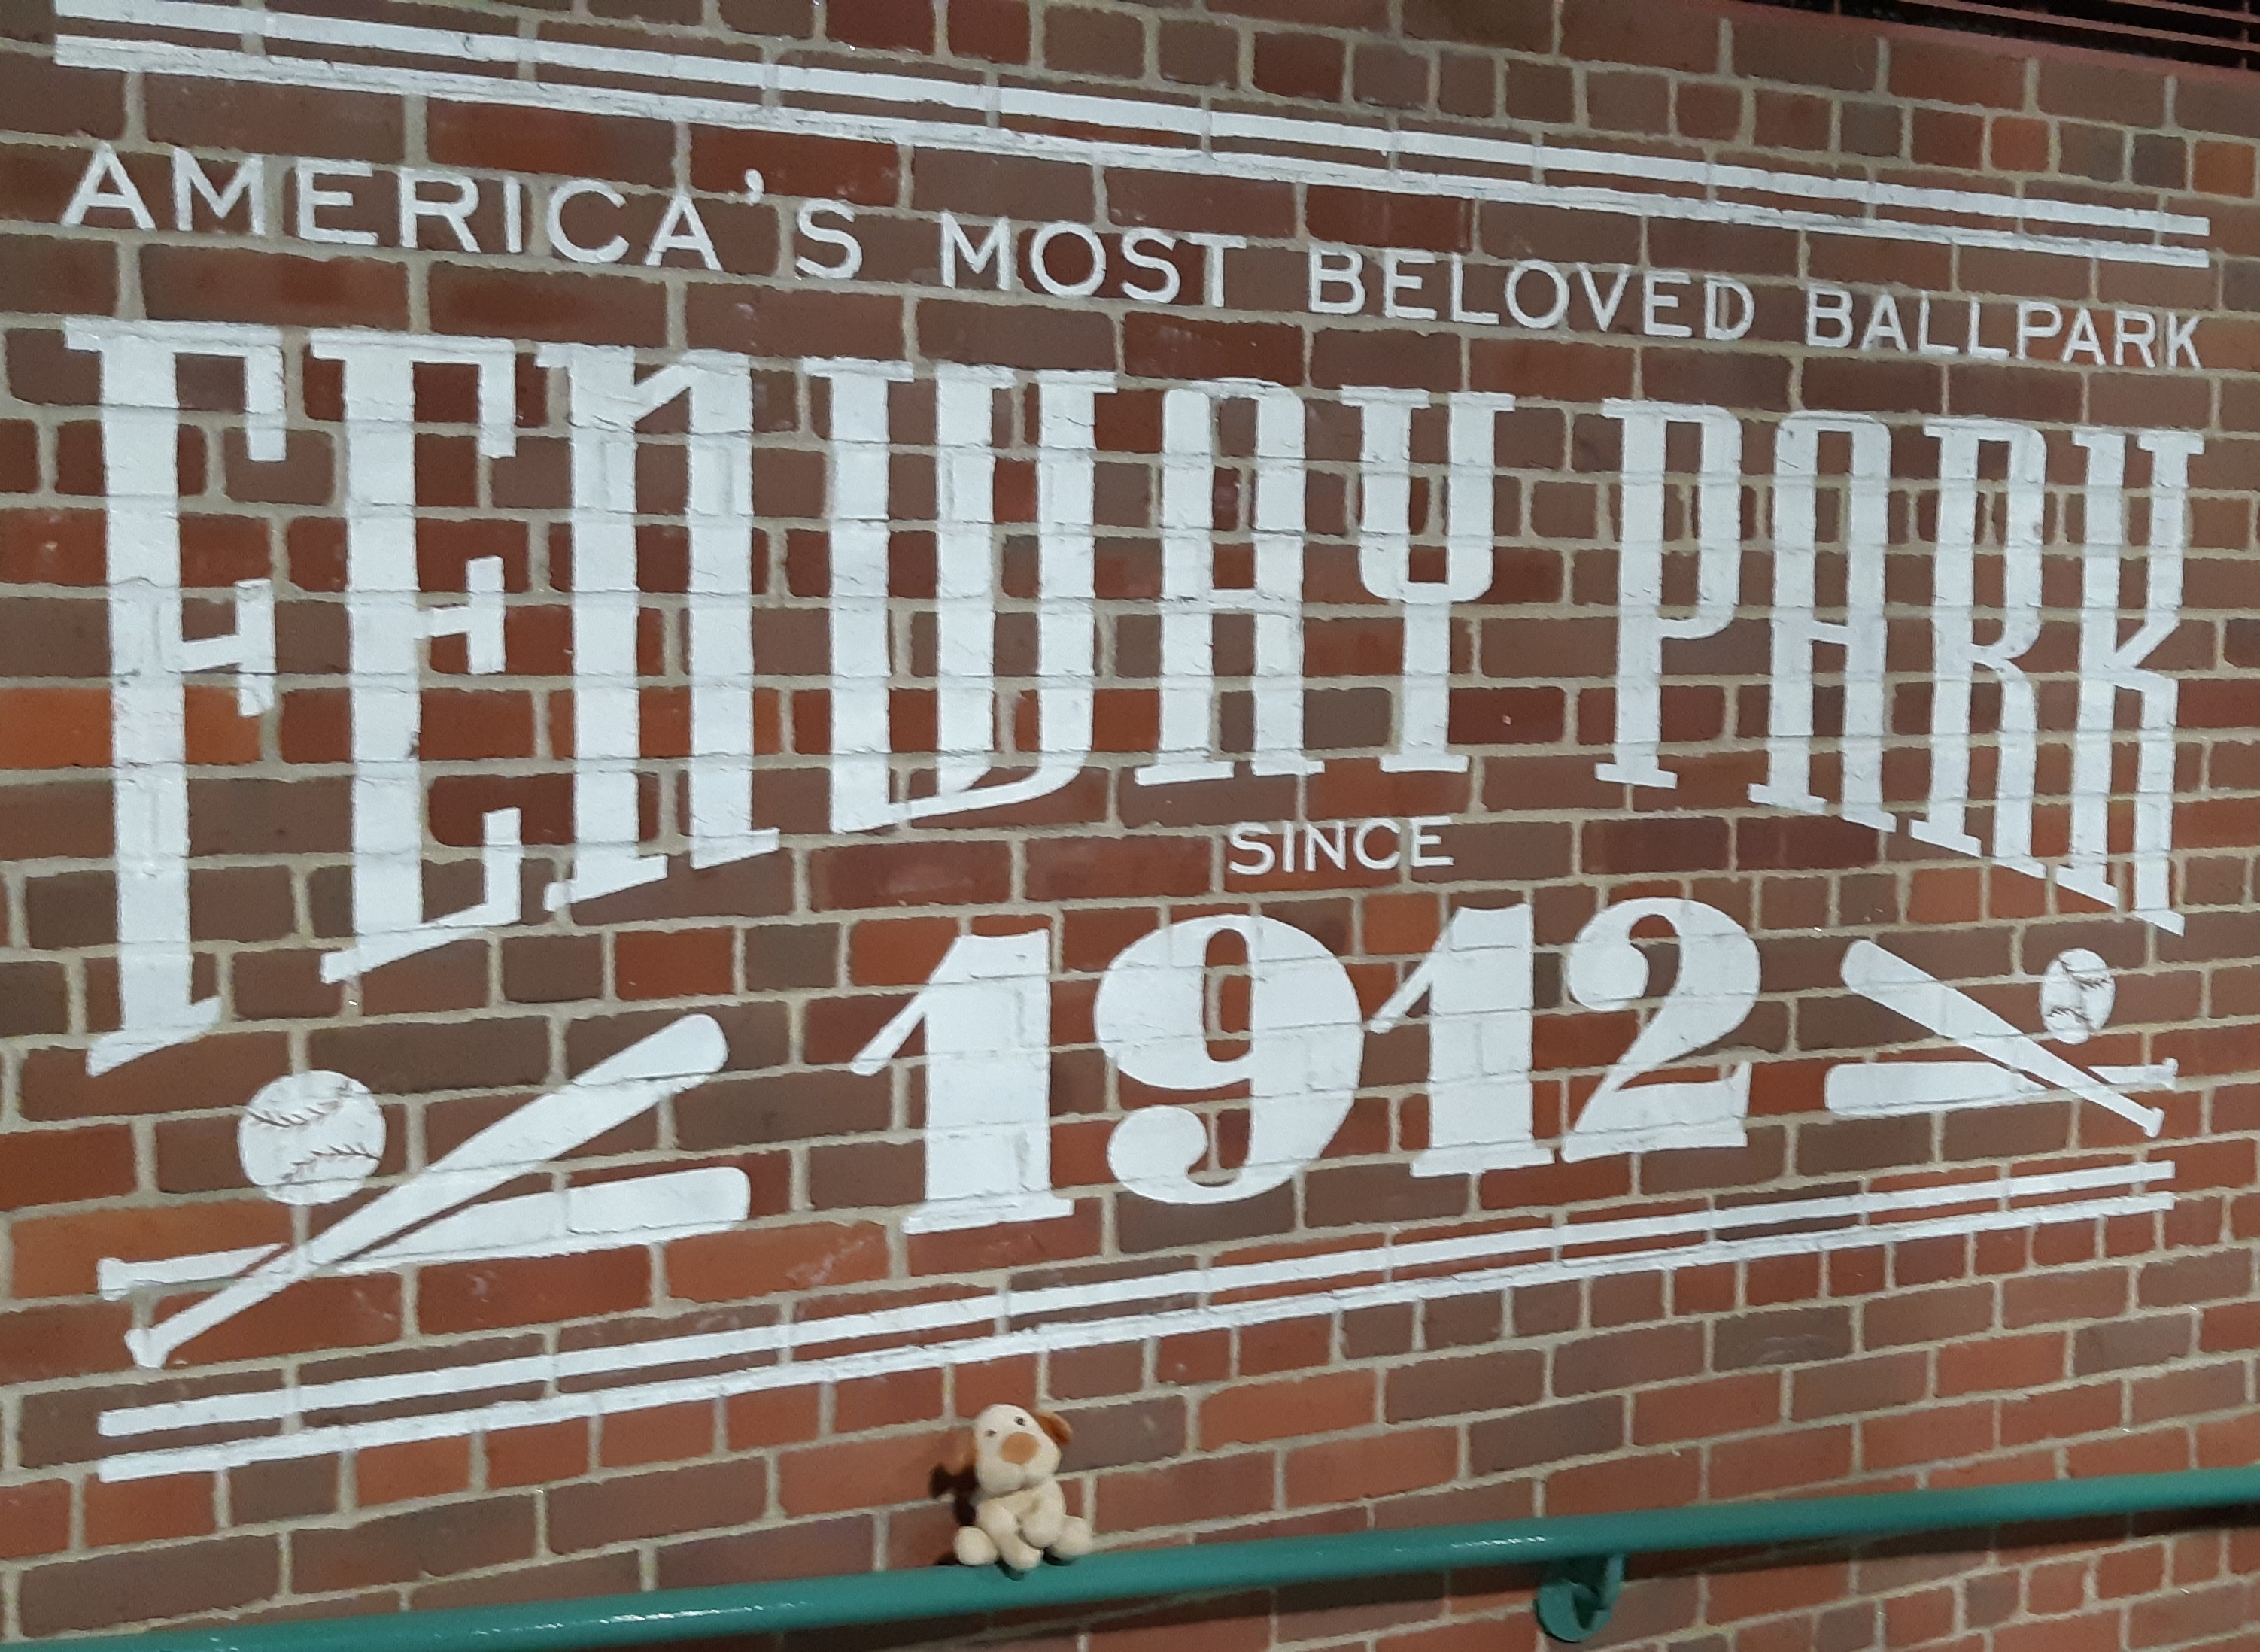 AMERICA'S MOST BELOVED BALLPARK
FENWAY PARK
SINCE
1912